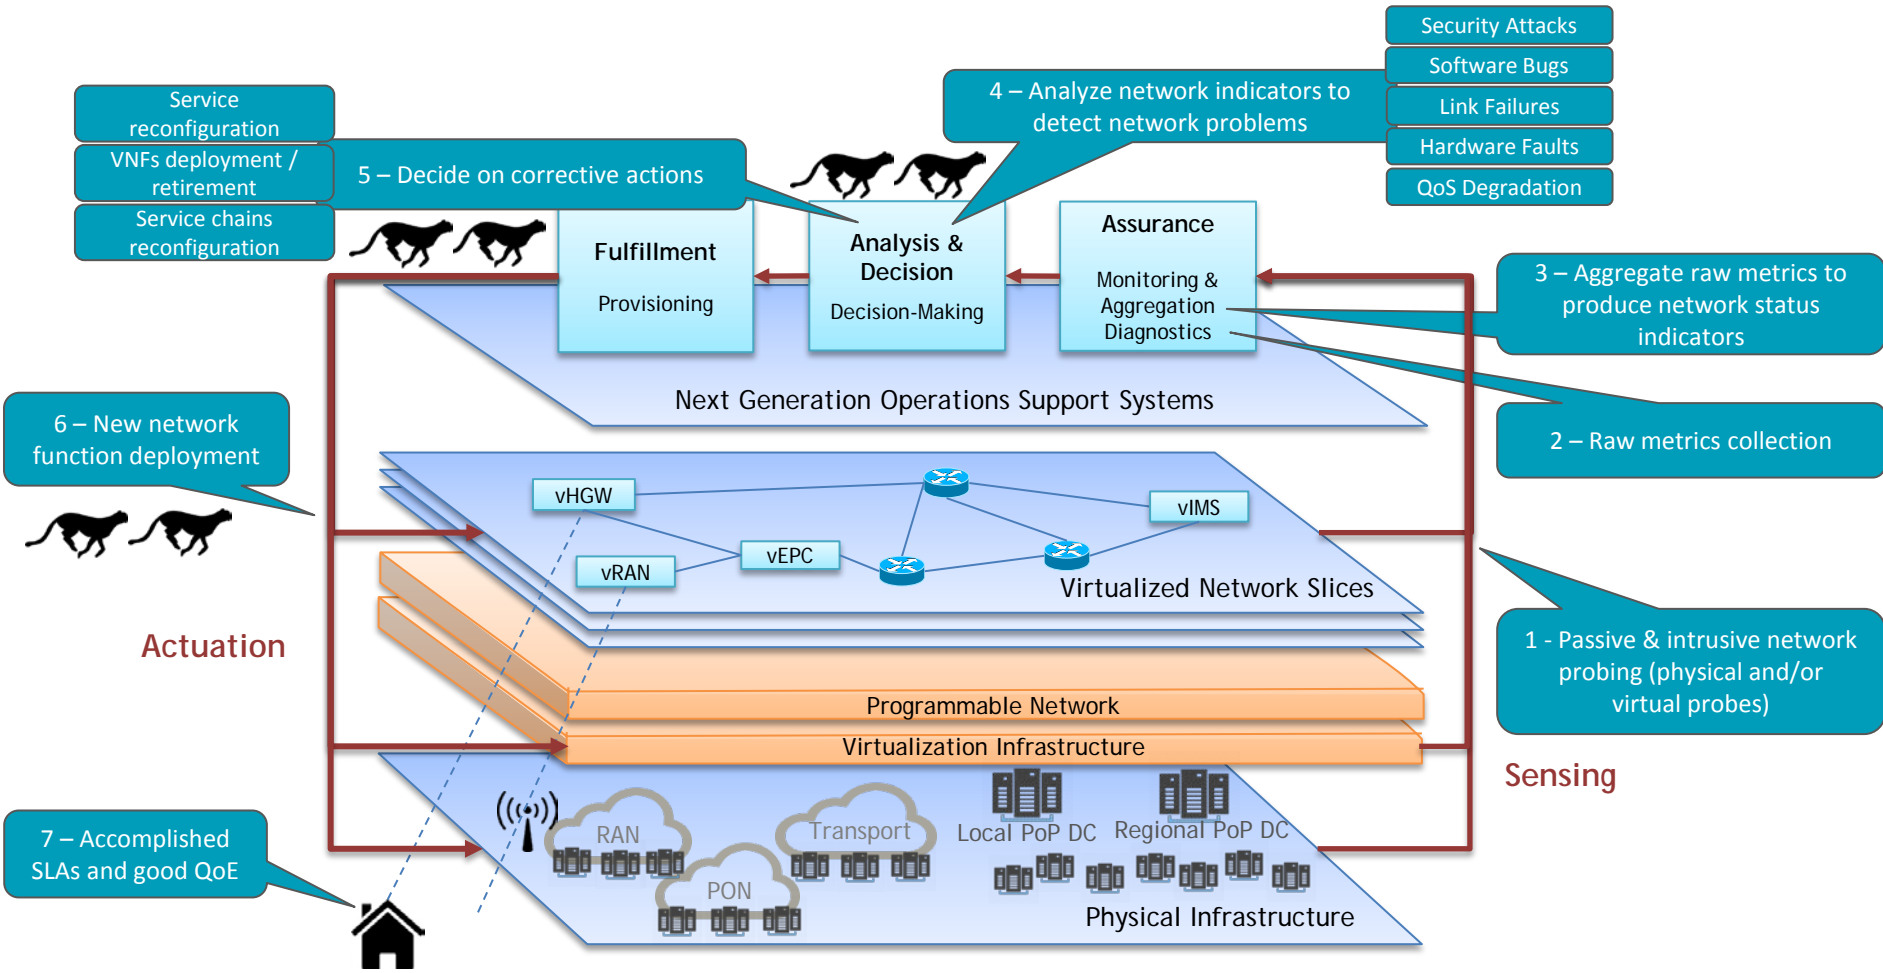 Security Attacks
Software Bugs
Link Failures
Hardware Faults
QoS Degradation
4 – Analyze network indicators to
detect network problems
Service
reconfiguration
VNFs deployment /
retirement
Service chains
reconfiguration
5 – Decide on corrective actions
Fulfillment
Provisioning
Analysis &
Decision
Decision-Making
Assurance
Monitoring &
Aggregation
Diagnostics
3 – Aggregate raw metrics to
produce network status
indicators
Next Generation Operations Support Systems
2 – Raw metrics collection
6 – New network
function deployment
vHGW
vIMS
vEPC
vRAN
Virtualized Network Slices
Actuation
1 - Passive & intrusive network
probing (physical and/or
virtual probes)
Programmable Network
Virtualization Infrastructure
Sensing
7 – Accomplished
SLAs and good QoE
RAN
Transport
Local PoP DC
Regional PoP DC
PON
Physical Infrastructure